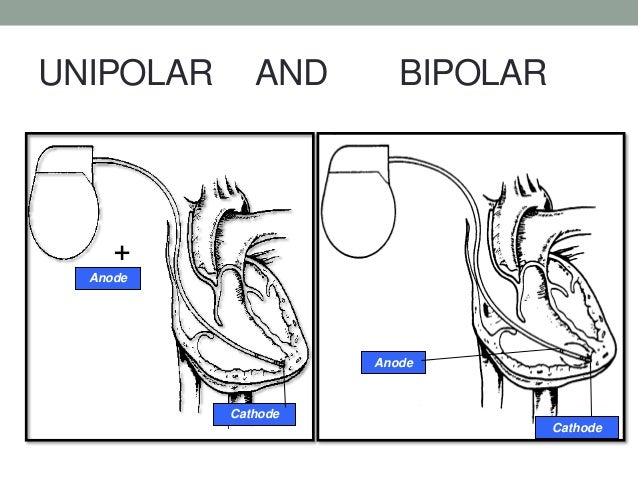 UNIPOLAR AND BIPOLAR
+
Anode
Cathode
Anode
Cathode